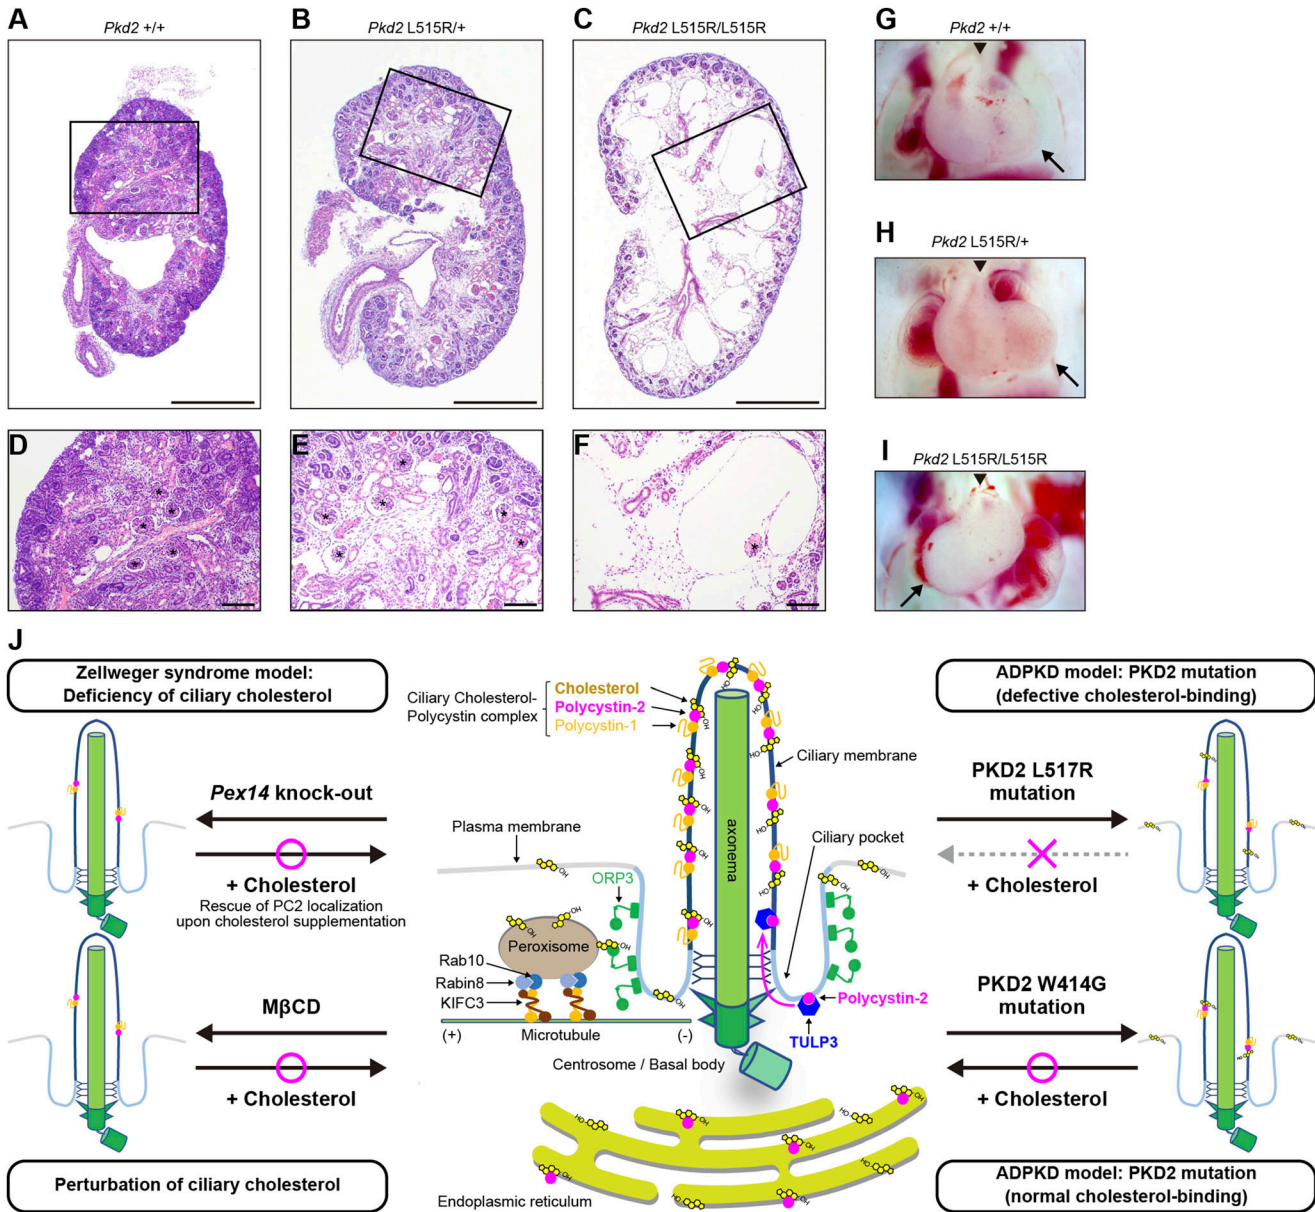 A
Pkd2 +/+
B
Pkd2 L515R/+
C
Pkd2 L515R/L515R
G
Pkd2 +/+
H
Pkd2 L515R/+
D
*
*
*
*
*
*
E
*
*
*
*
*
F
*
I
Pkd2 L515R/L515R
J
Zellweger syndrome model:
Deficiency of ciliary cholesterol
Pex14 knock-out
+ Cholesterol
Rescue of PC2 localization
upon cholesterol supplementation
MβCD
+ Cholesterol
Perturbation of ciliary cholesterol
Ciliary Cholesterol-
Polycystin complex
Cholesterol
Polycystin-2
Polycystin-1
Plasma membrane
ORP3
Peroxisome
Rab10
Rabin8
KIFC3
(+)
Microtubule
(-)
Centrosome / Basal body
axonema
Ciliary membrane
Ciliary pocket
Polycystin-2
TULP3
Endoplasmic reticulum
ADPKD model: PKD2 mutation
(defective cholesterol-binding)
PKD2 L517R
mutation
+ Cholesterol
PKD2 W414G
mutation
+ Cholesterol
ADPKD model: PKD2 mutation
(normal cholesterol-binding)